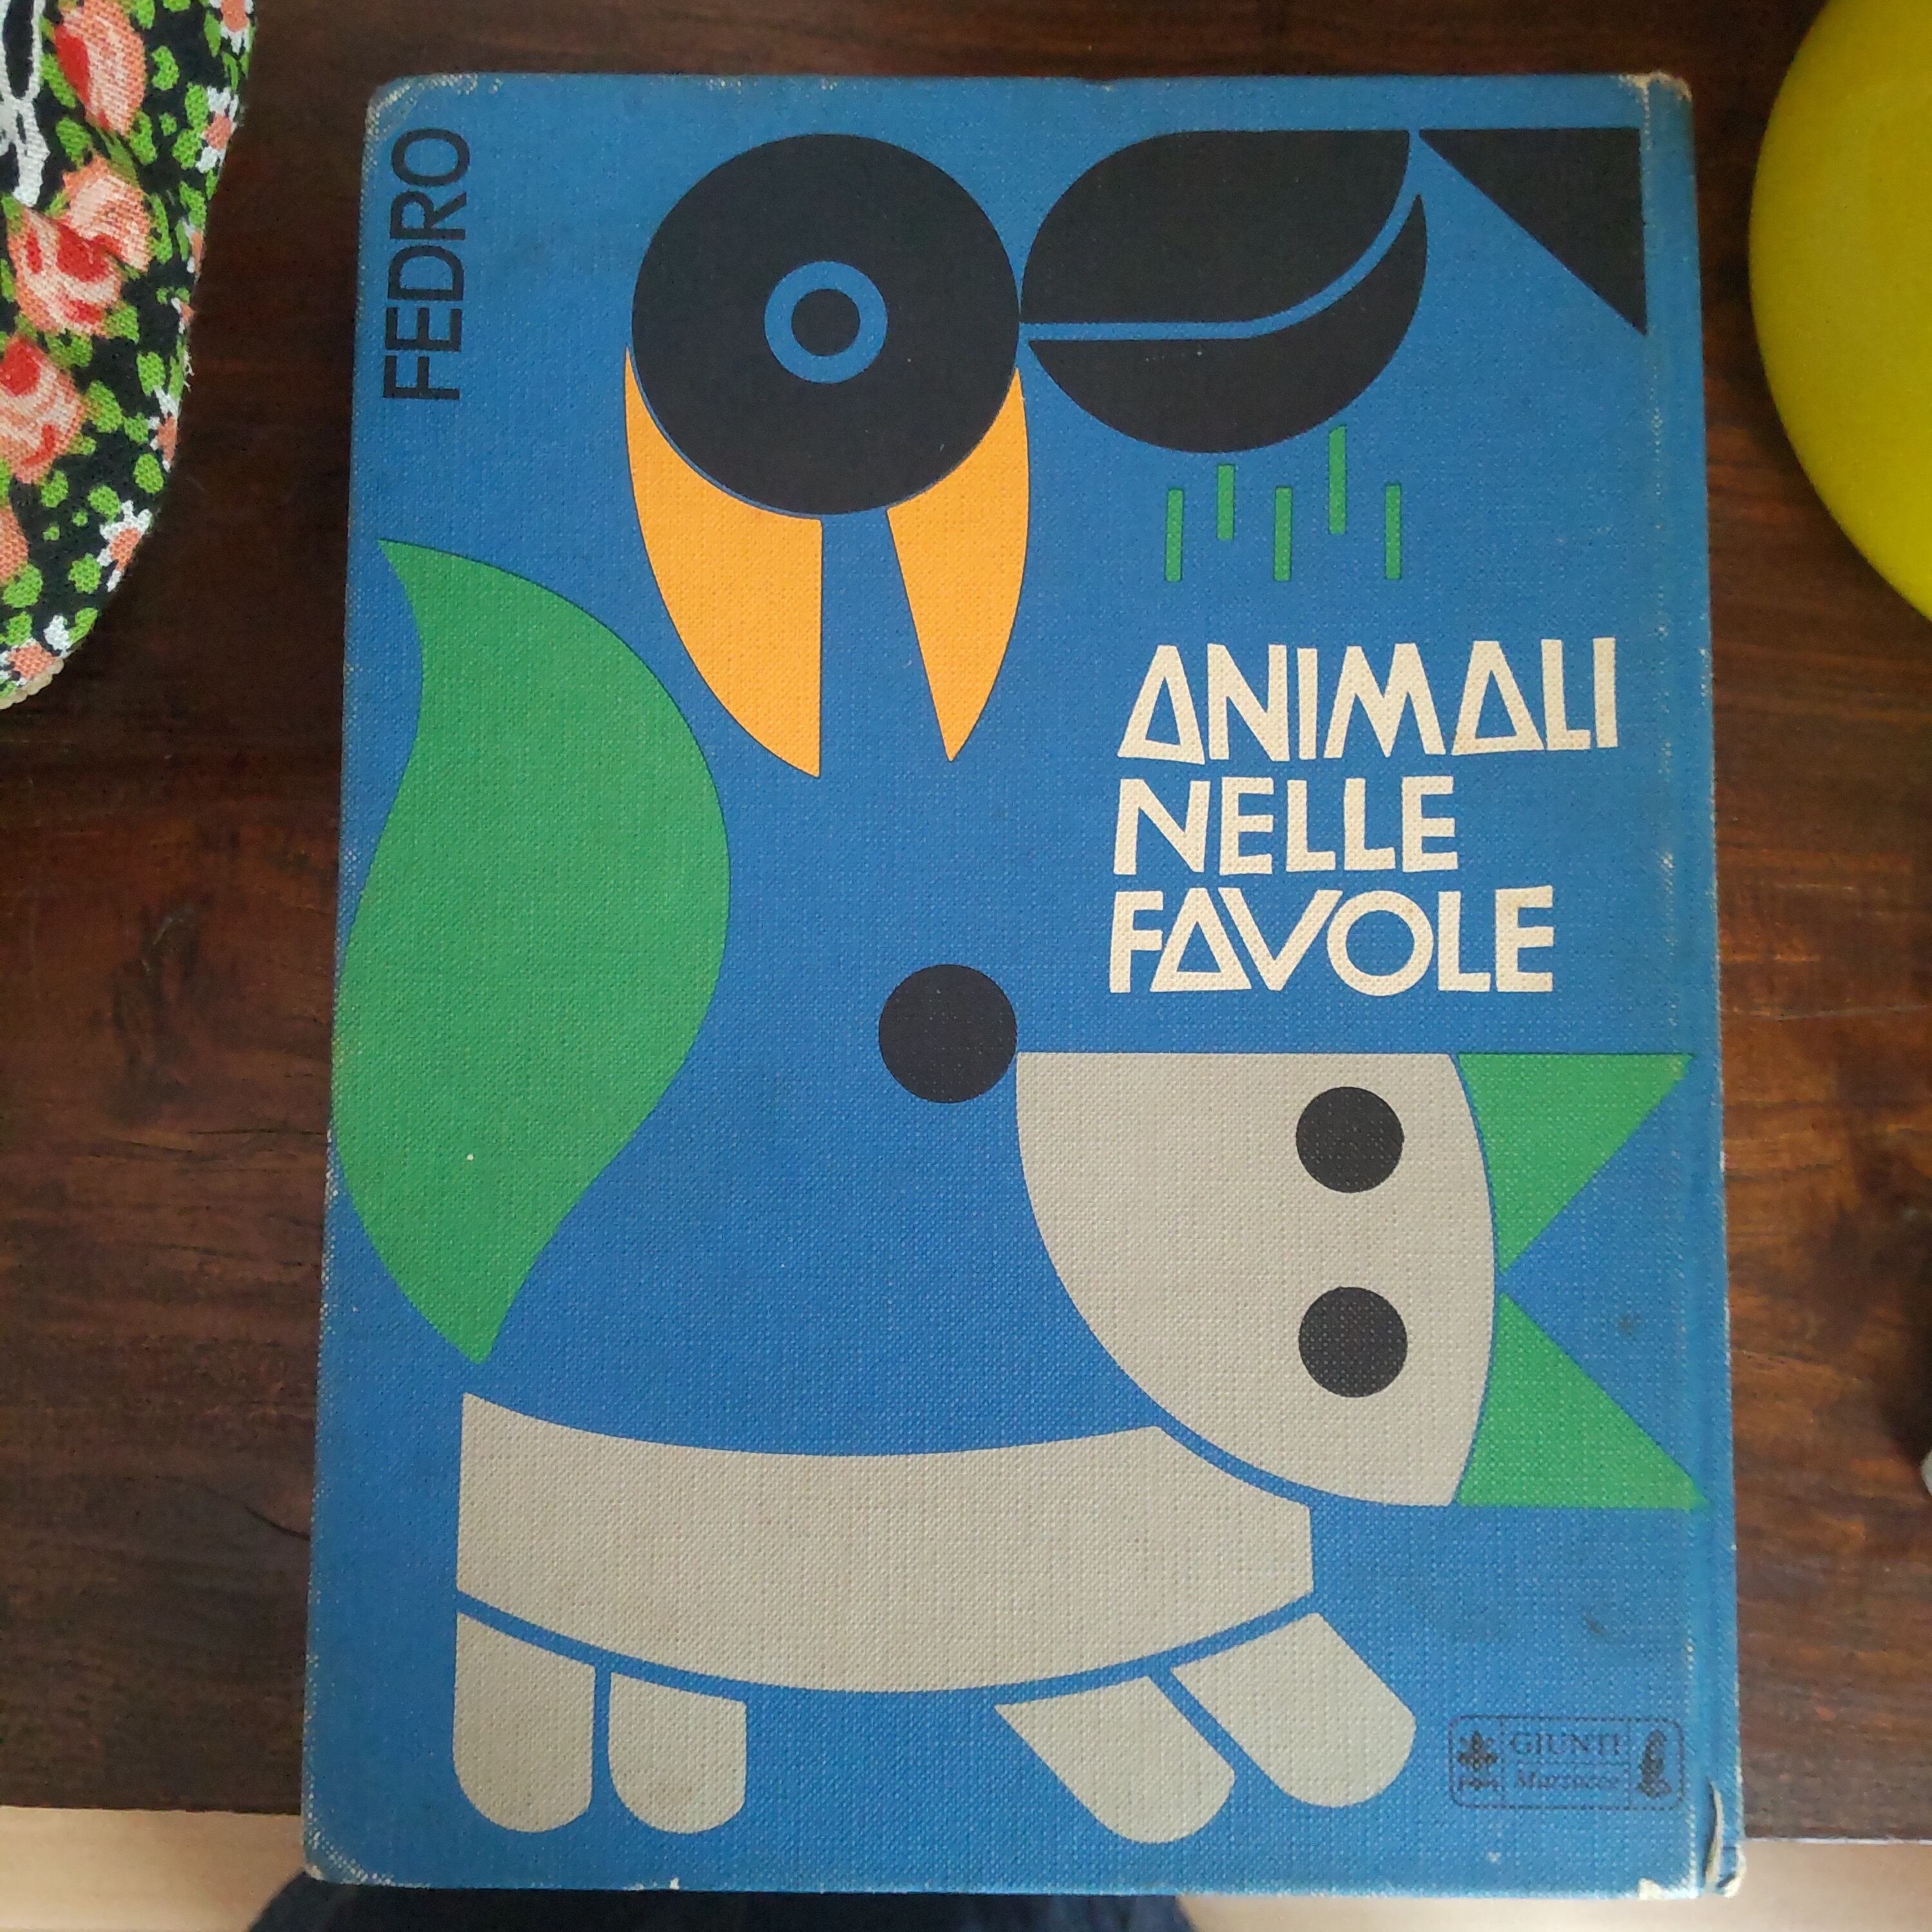 FEDRO
ANIMALI
NELLE
FAVOLE
GIUNTI
Marzocco